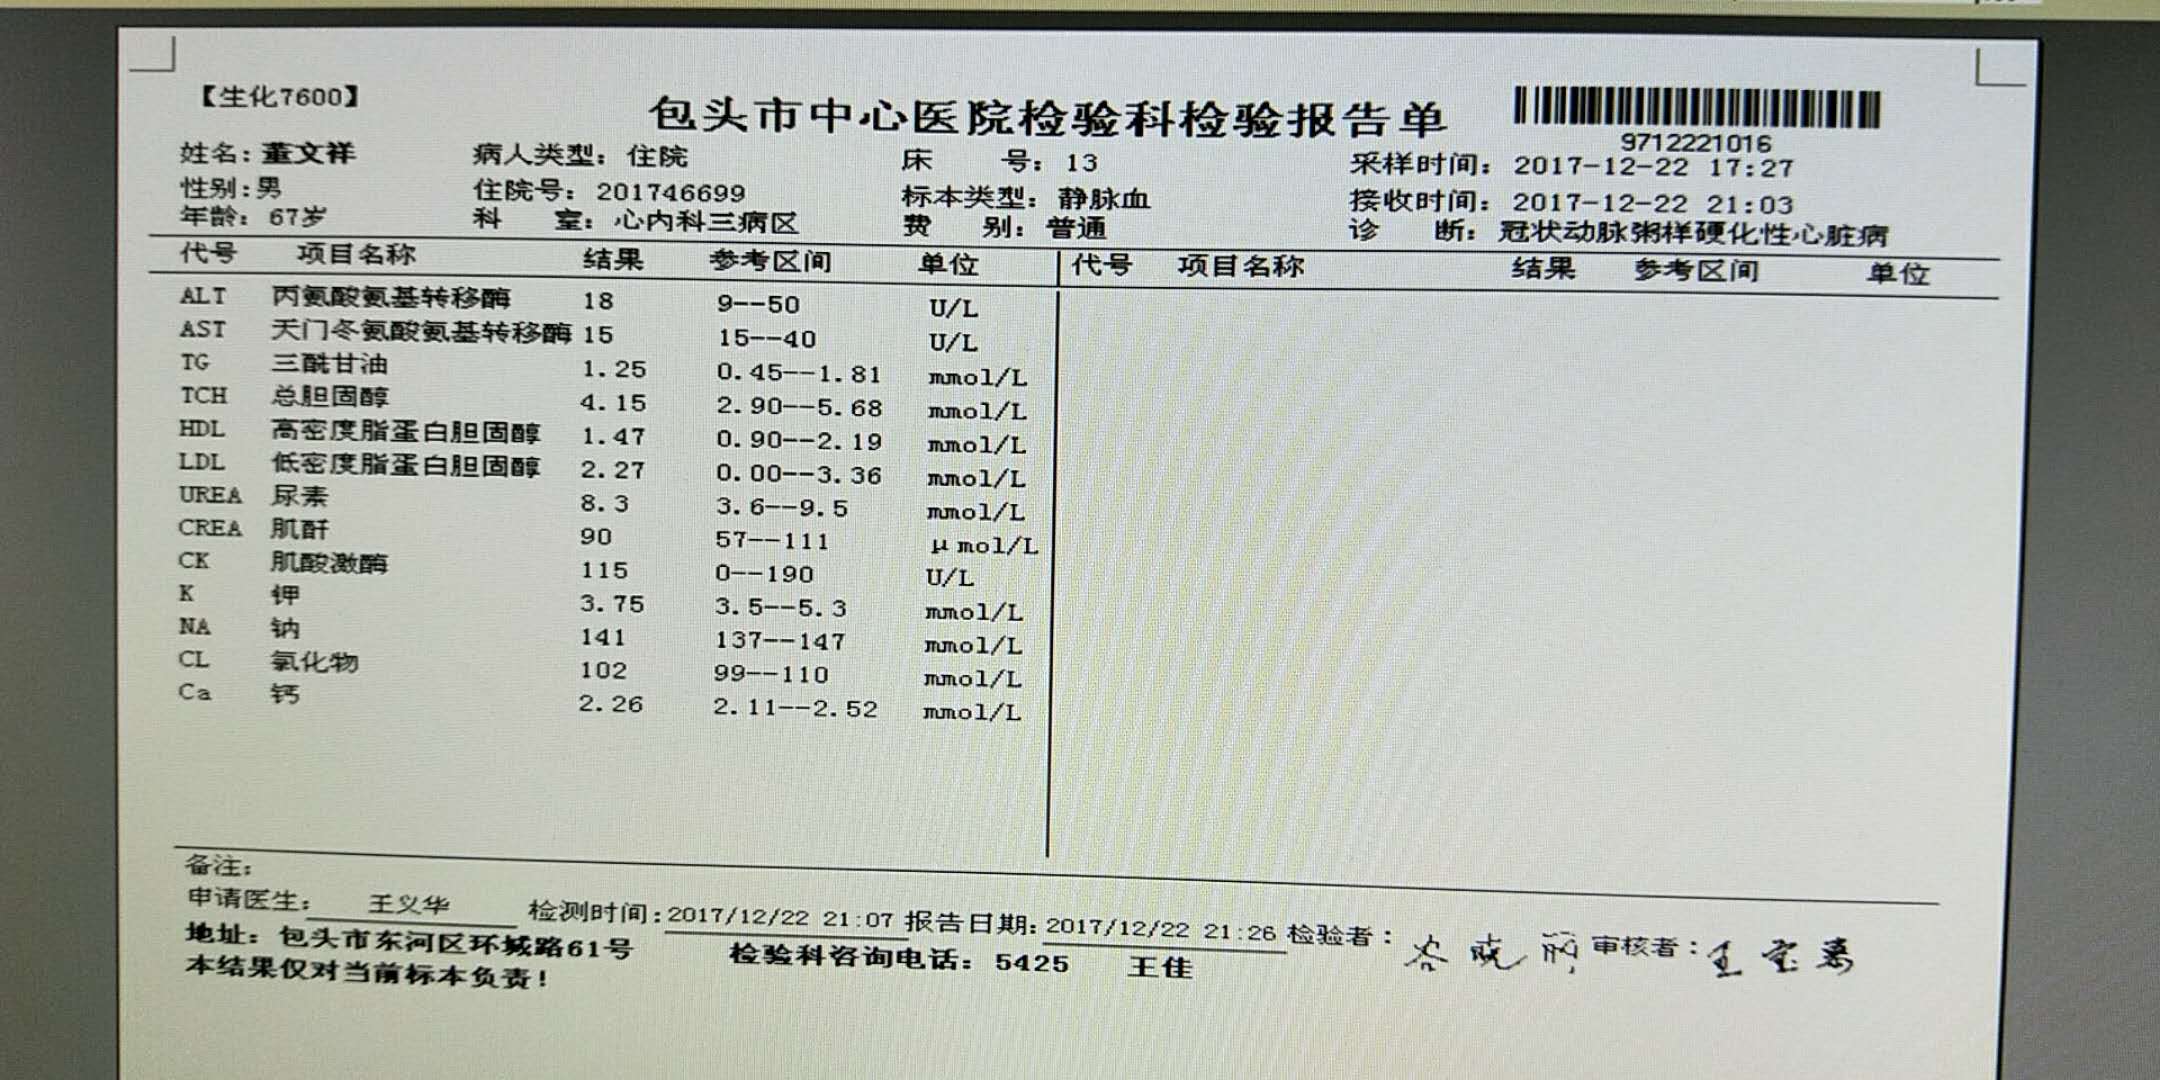 【生化7600】
包头市中心医院检验科检验报告单
9712221016
姓名：董文祥 病人类型：住院 床 号：13 采样时间：2017-12-22 17:27
性别：男 住院号：201746699 标本类型：静脉血 接收时间：2017-12-22 21:03
年龄：67岁 科 室：心内科三病区 费 别：普通 诊 断：冠状动脉粥样硬化性心脏病
代号 项目名称 结果 参考区间 单位 代号 项目名称 结果 参考区间 单位
ALT 丙氨酸氨基转移酶 18 9--50 U/L
AST 天门冬氨酸氨基转移酶 15 15--40 U/L
TG 三酰甘油 1.25 0.45--1.81 mmol/L
TCH 总胆固醇 4.15 2.90--5.68 mmol/L
HDL 高密度脂蛋白胆固醇 1.47 0.90--2.19 mmol/L
LDL 低密度脂蛋白胆固醇 2.27 0.00--3.36 mmol/L
UREA 尿素 8.3 3.6--9.5 mmol/L
CREA 肌酐 90 57--111 μmol/L
CK 肌酸激酶 115 0--190 U/L
K 钾 3.75 3.5--5.3 mmol/L
NA 钠 141 137--147 mmol/L
CL 氯化物 102 99--110 mmol/L
Ca 钙 2.26 2.11--2.52 mmol/L
备注：
申请医生： 王义华 检测时间：2017/12/22 21:07 报告日期：2017/12/22 21:26 检验者： 审核者：王
地址：包头市东河区环城路61号 检验科咨询电话：5425 王佳
本结果仅对当前标本负责！